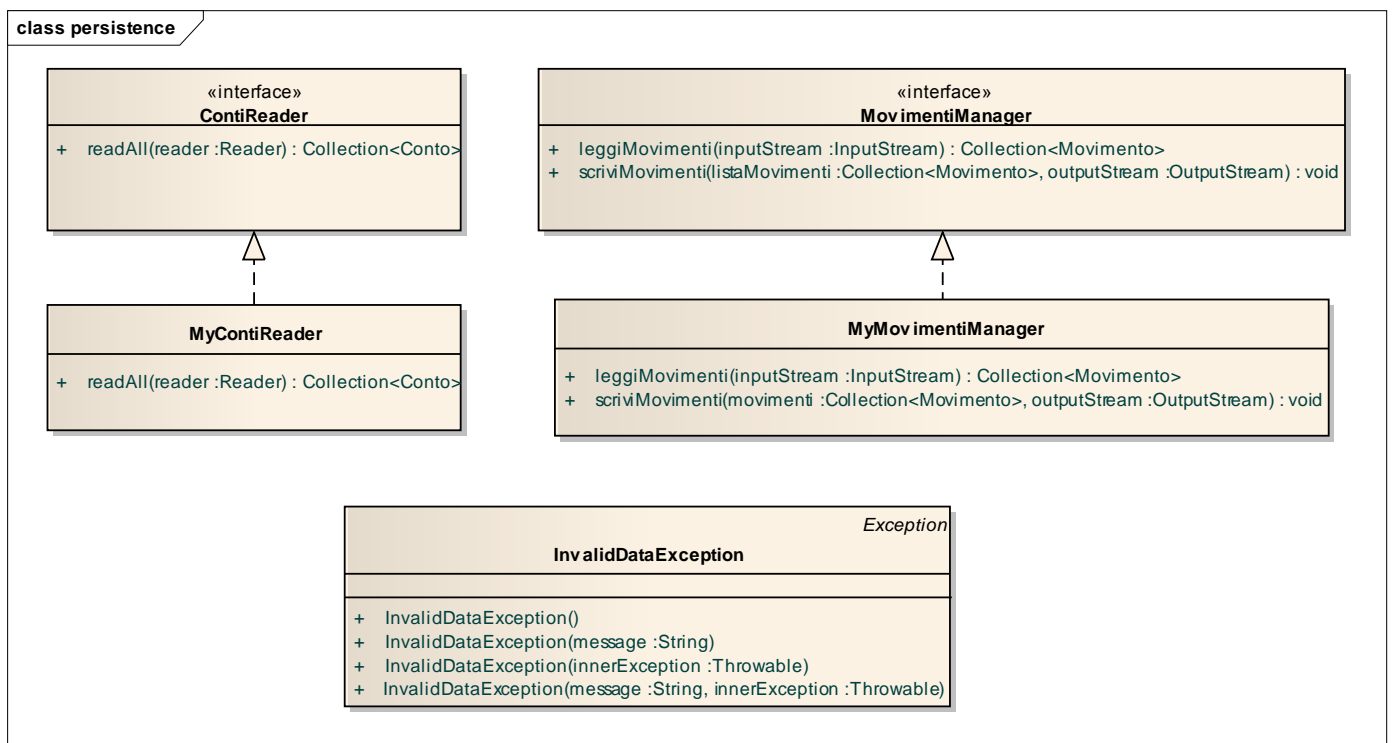 class persistence
«interface»
ContiReader
+ readAll(reader :Reader) : Collection<Conto>
«interface»
MovimentiManager
+ leggiMovimenti(inputStream :InputStream) : Collection<Movimento>
+ scriviMovimenti(listaMovimenti :Collection<Movimento>, outputStream :OutputStream) : void
MyContiReader
+ readAll(reader :Reader) : Collection<Conto>
MyMovimentiManager
+ leggiMovimenti(inputStream :InputStream) : Collection<Movimento>
+ scriviMovimenti(movimenti :Collection<Movimento>, outputStream :OutputStream) : void
Exception
InvalidDataException
+ InvalidDataException()
+ InvalidDataException(message :String)
+ InvalidDataException(innerException :Throwable)
+ InvalidDataException(message :String, innerException :Throwable)